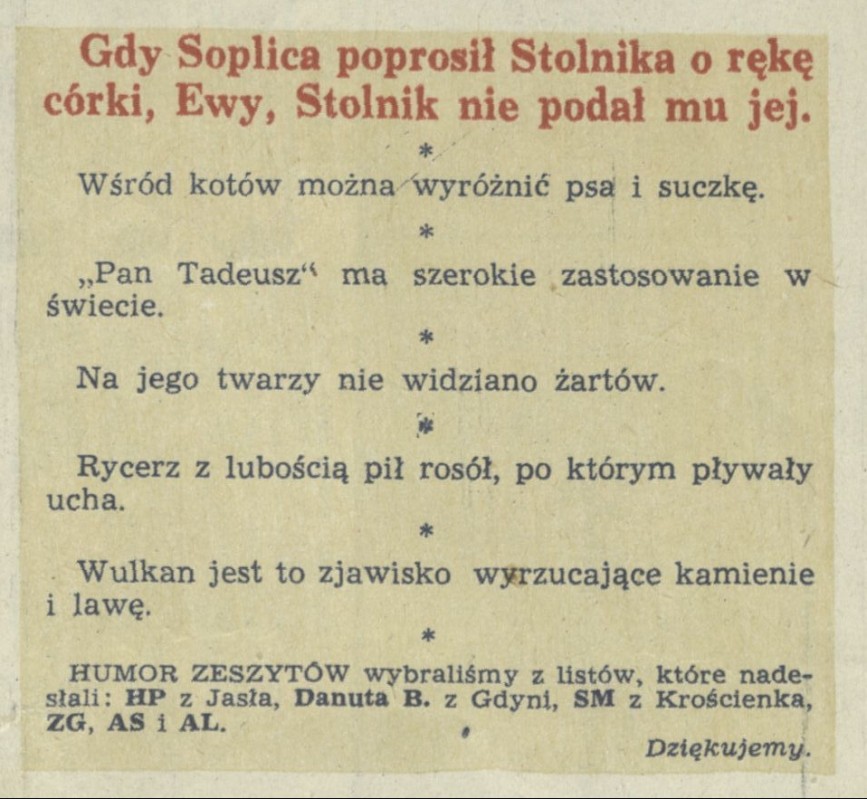 Gdy Soplica poprosił Stolnika o rękę
córki, Ewy, Stolnik nie podał mu jej.
*
Wśród kotów można wyróżnić psa i suczkę.
*
„Pan Tadeusz“ ma szerokie zastosowanie w
świecie.
*
Na jego twarzy nie widziano żartów.
*
Rycerz z lubością pił rosół, po którym pływały
ucha.
*
Wulkan jest to zjawisko wyrzucające kamienie
i lawę.
*
HUMOR ZESZYTÓW wybraliśmy z listów, które nade-
słali: HP z Jasła, Danuta B. z Gdyni, SM z Krościenka,
ZG, AS i AL.
Dziękujemy.